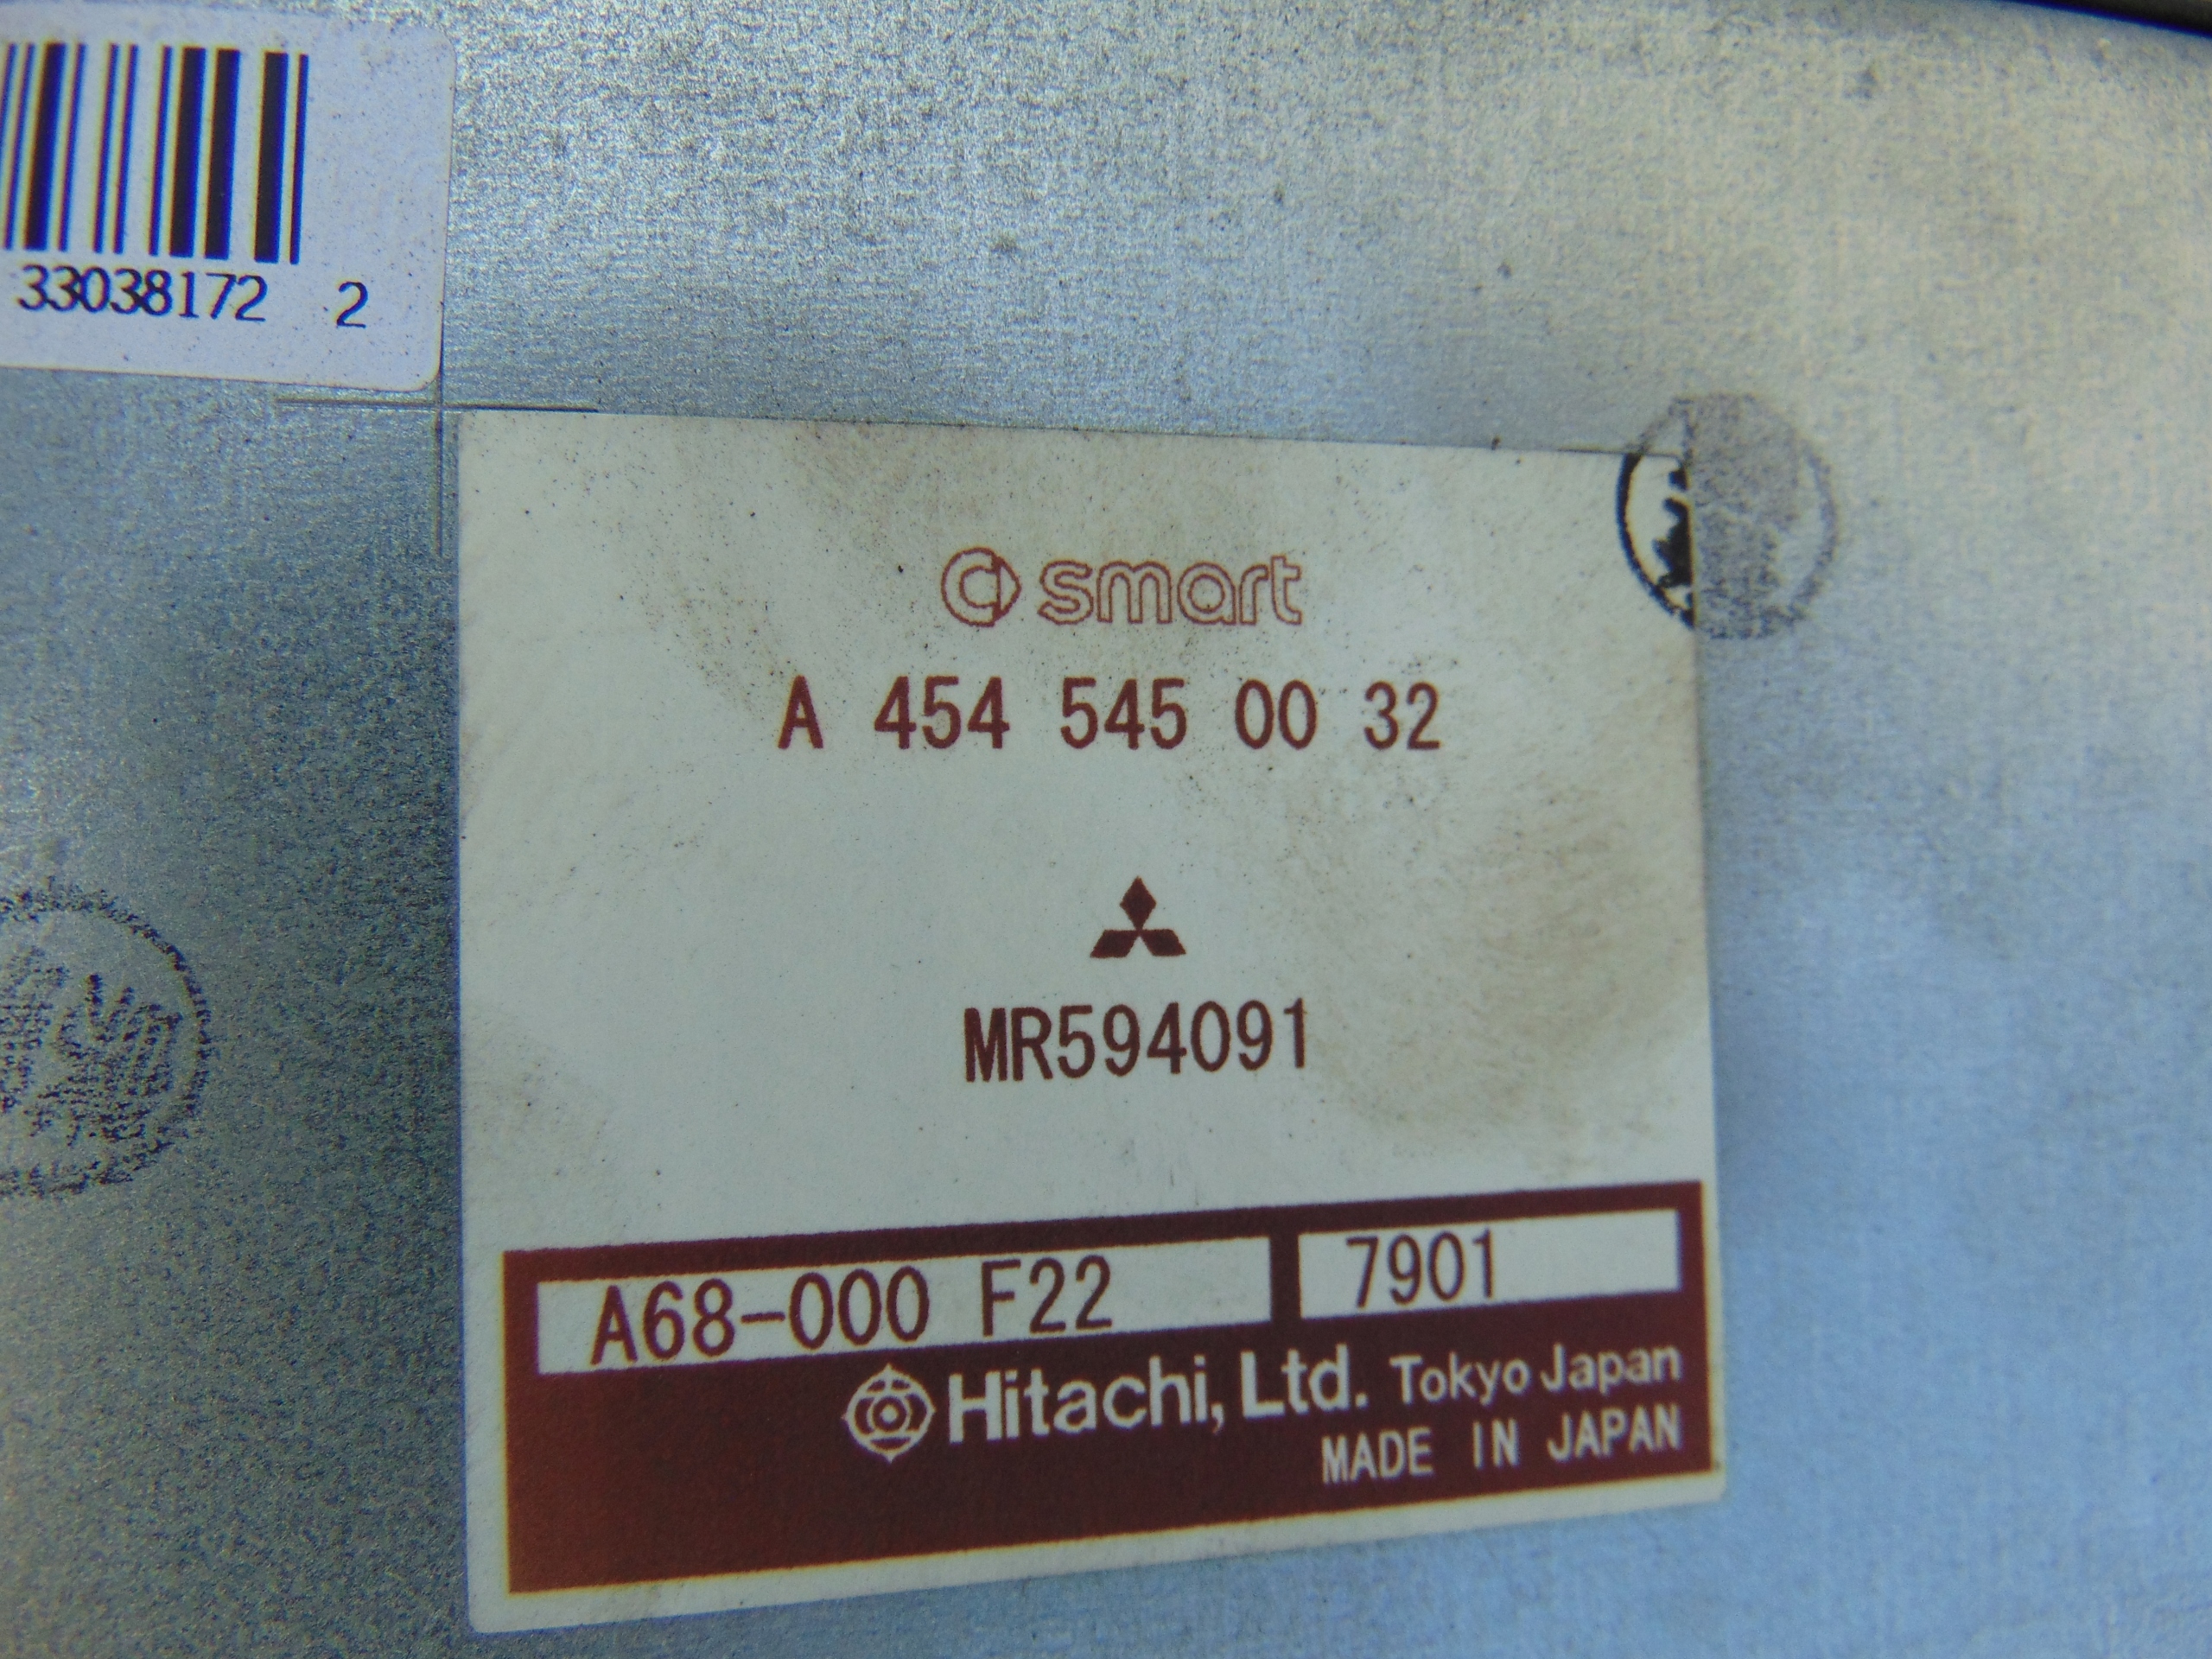 33038172 2
smart
A 454 545 00 32
MR594091
A68-000 F22 7901
Hitachi, Ltd. Tokyo Japan
MADE IN JAPAN